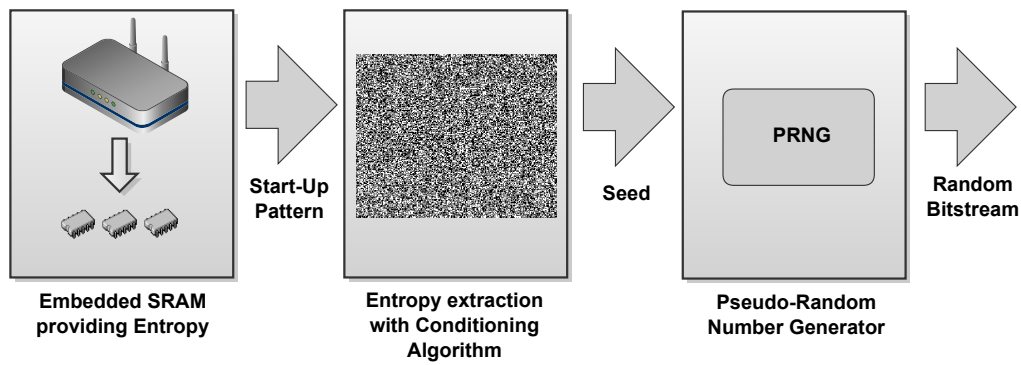 Start-Up
Pattern
PRNG
Seed
Random
Bitstream
Embedded SRAM
providing Entropy
Entropy extraction
with Conditioning
Algorithm
Pseudo-Random
Number Generator